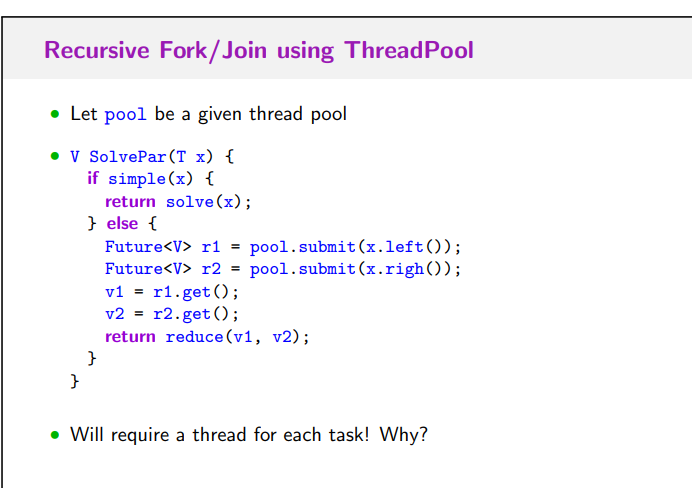 Recursive Fork/Join using ThreadPool
• Let pool be a given thread pool
• V SolvePar(T x) {
if simple(x) {
return solve(x);
} else {
Future<V> r1 = pool.submit(x.left());
Future<V> r2 = pool.submit(x.righ());
v1 = r1.get();
v2 = r2.get();
return reduce(v1, v2);
}
}
• Will require a thread for each task! Why?